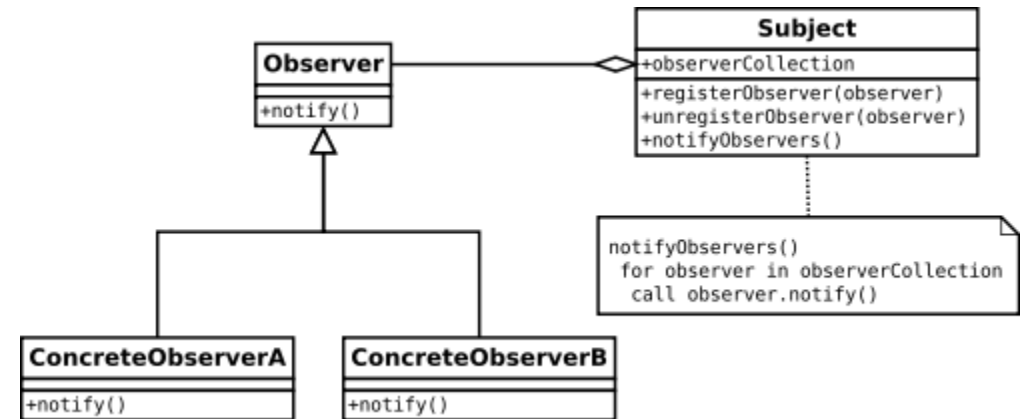 Observer
+notify()
Subject
+observerCollection
+registerObserver(observer)
+unregisterObserver(observer)
+notifyObservers()
notifyObservers()
for observer in observerCollection
call observer.notify()
ConcreteObserverA
+notify()
ConcreteObserverB
+notify()